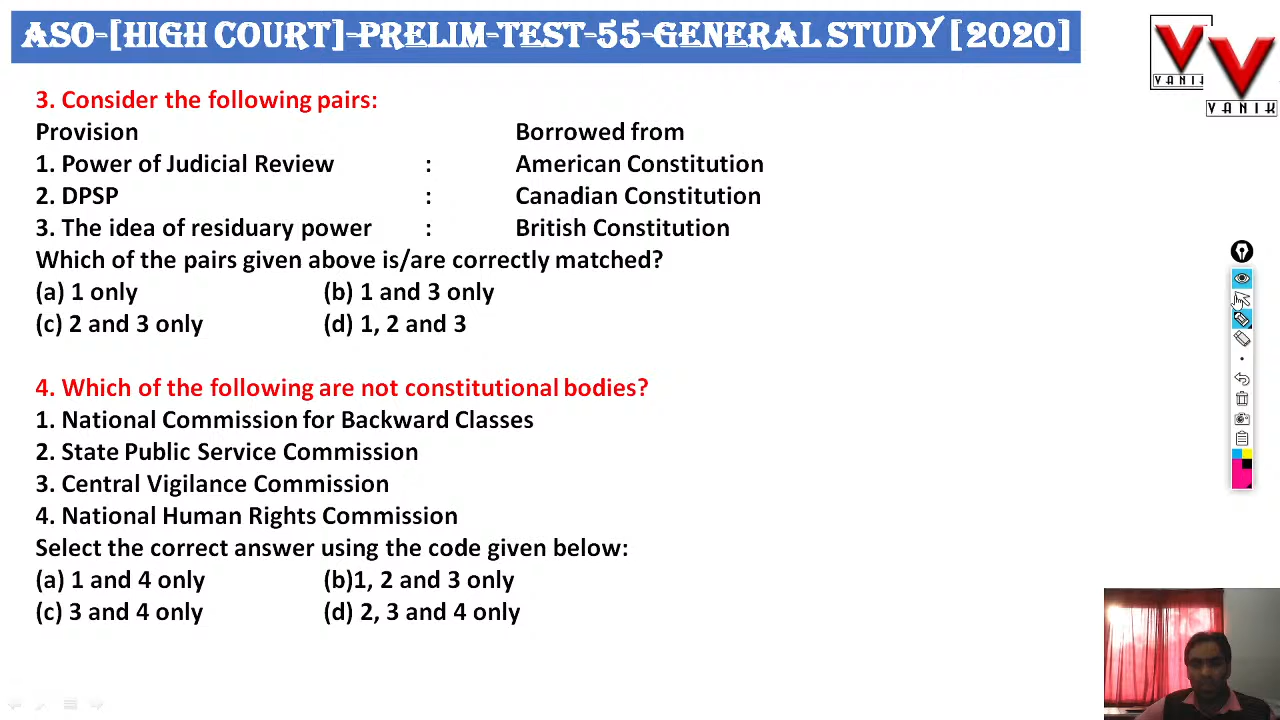 ASO-[HIGH COURT]-PRELIM-TEST-55-GENERAL STUDY [2020]
VANIK
VANIK
3. Consider the following pairs:
Provision Borrowed from
1. Power of Judicial Review : American Constitution
2. DPSP : Canadian Constitution
3. The idea of residuary power : British Constitution
Which of the pairs given above is/are correctly matched?
(a) 1 only (b) 1 and 3 only
(c) 2 and 3 only (d) 1, 2 and 3
4. Which of the following are not constitutional bodies?
1. National Commission for Backward Classes
2. State Public Service Commission
3. Central Vigilance Commission
4. National Human Rights Commission
Select the correct answer using the code given below:
(a) 1 and 4 only (b)1, 2 and 3 only
(c) 3 and 4 only (d) 2, 3 and 4 only